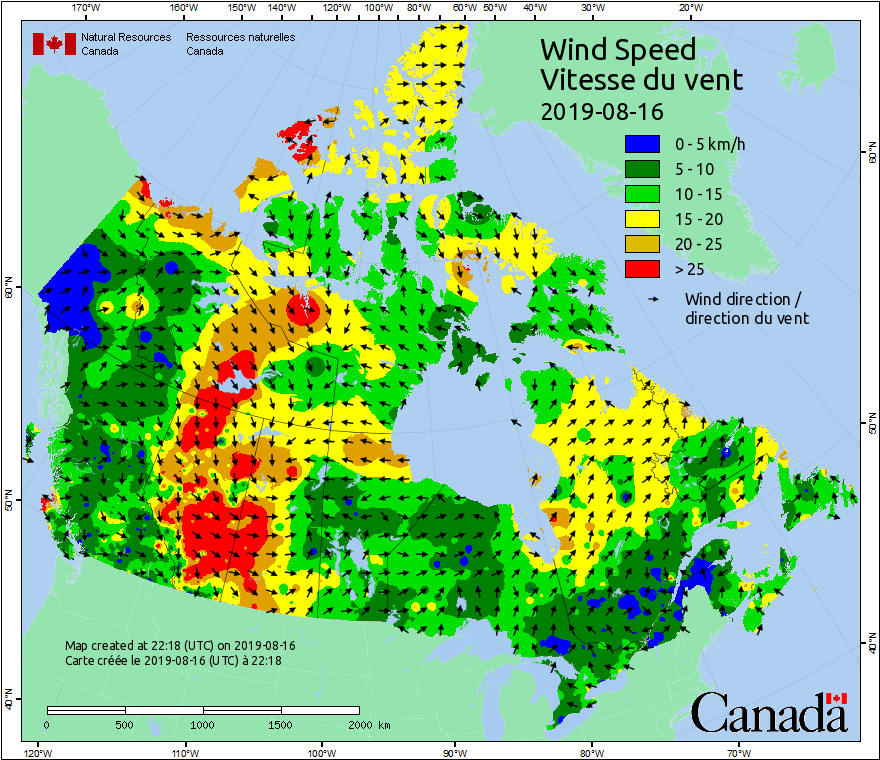 170°W 160°W 150°W 140°W 130°W 120°W 110°W 100°W 90°W 80°W 70°W 60°W 50°W 40°W 30°W 20°W
Natural Resources Ressources naturelles
Canada Canada
Wind Speed
Vitesse du vent
2019-08-16
0 - 5 km/h
5 - 10
10 - 15
15 - 20
20 - 25
> 25
Wind direction /
direction du vent
60°N
60°N
50°N
50°N
40°N
40°N
Map created at 22:18 (UTC) on 2019-08-16
Carte créée le 2019-08-16 (UTC) à 22:18
0 500 1000 1500 2000 km
Canada
120°W 110°W 100°W 90°W 80°W 70°W